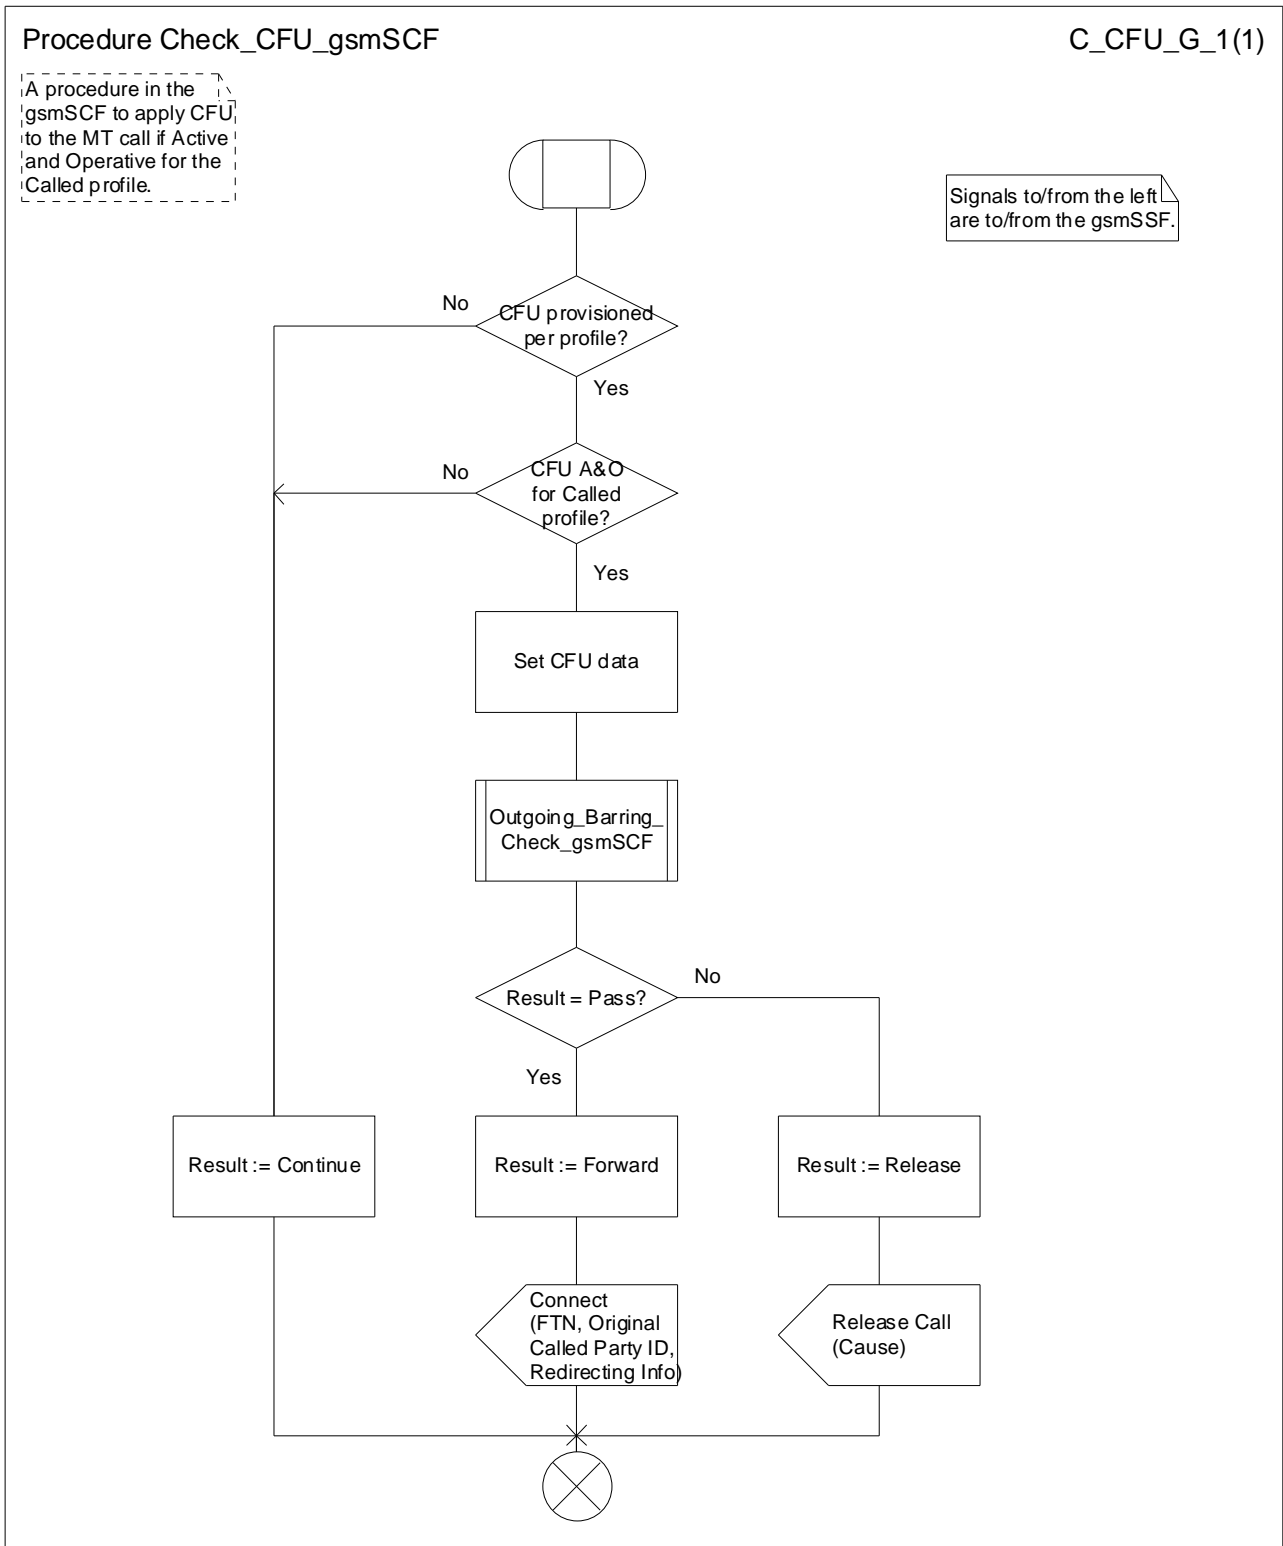 Procedure Check_CFU_gsmSCF
C_CFU_G_1(1)
A procedure in the
gsmSCF to apply CFU
to the MT call if Active
and Operative for the
Called profile.
Signals to/from the left
are to/from the gsmSSF.
No
CFU provisioned
per profile?
Yes
No
CFU A&O
for Called
profile?
Yes
Set CFU data
Outgoing_Barring_
Check_gsmSCF
No
Result = Pass?
Yes
Result := Continue
Result := Forward
Result := Release
Connect
(FTN, Original
Called Party ID,
Redirecting Info)
Release Call
(Cause)